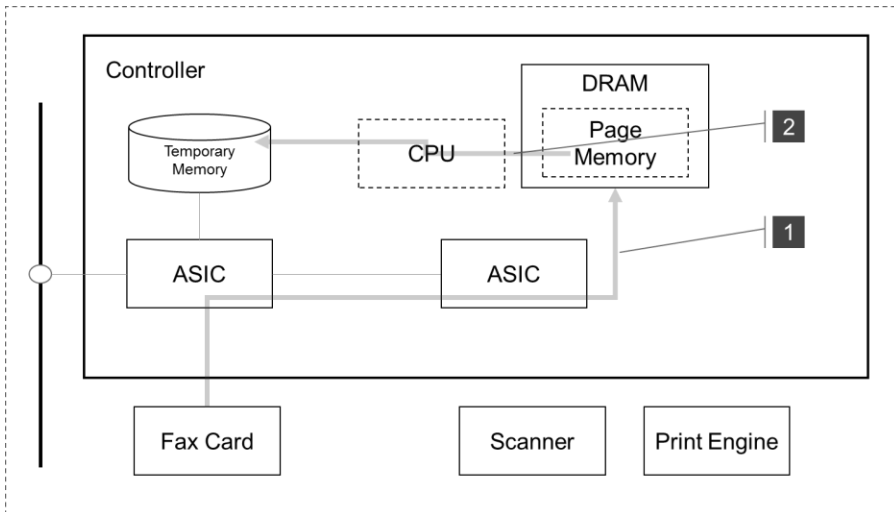 Controller
DRAM
Page
Memory
2
Temporary
Memory
CPU
1
ASIC
ASIC
Fax Card
Scanner
Print Engine